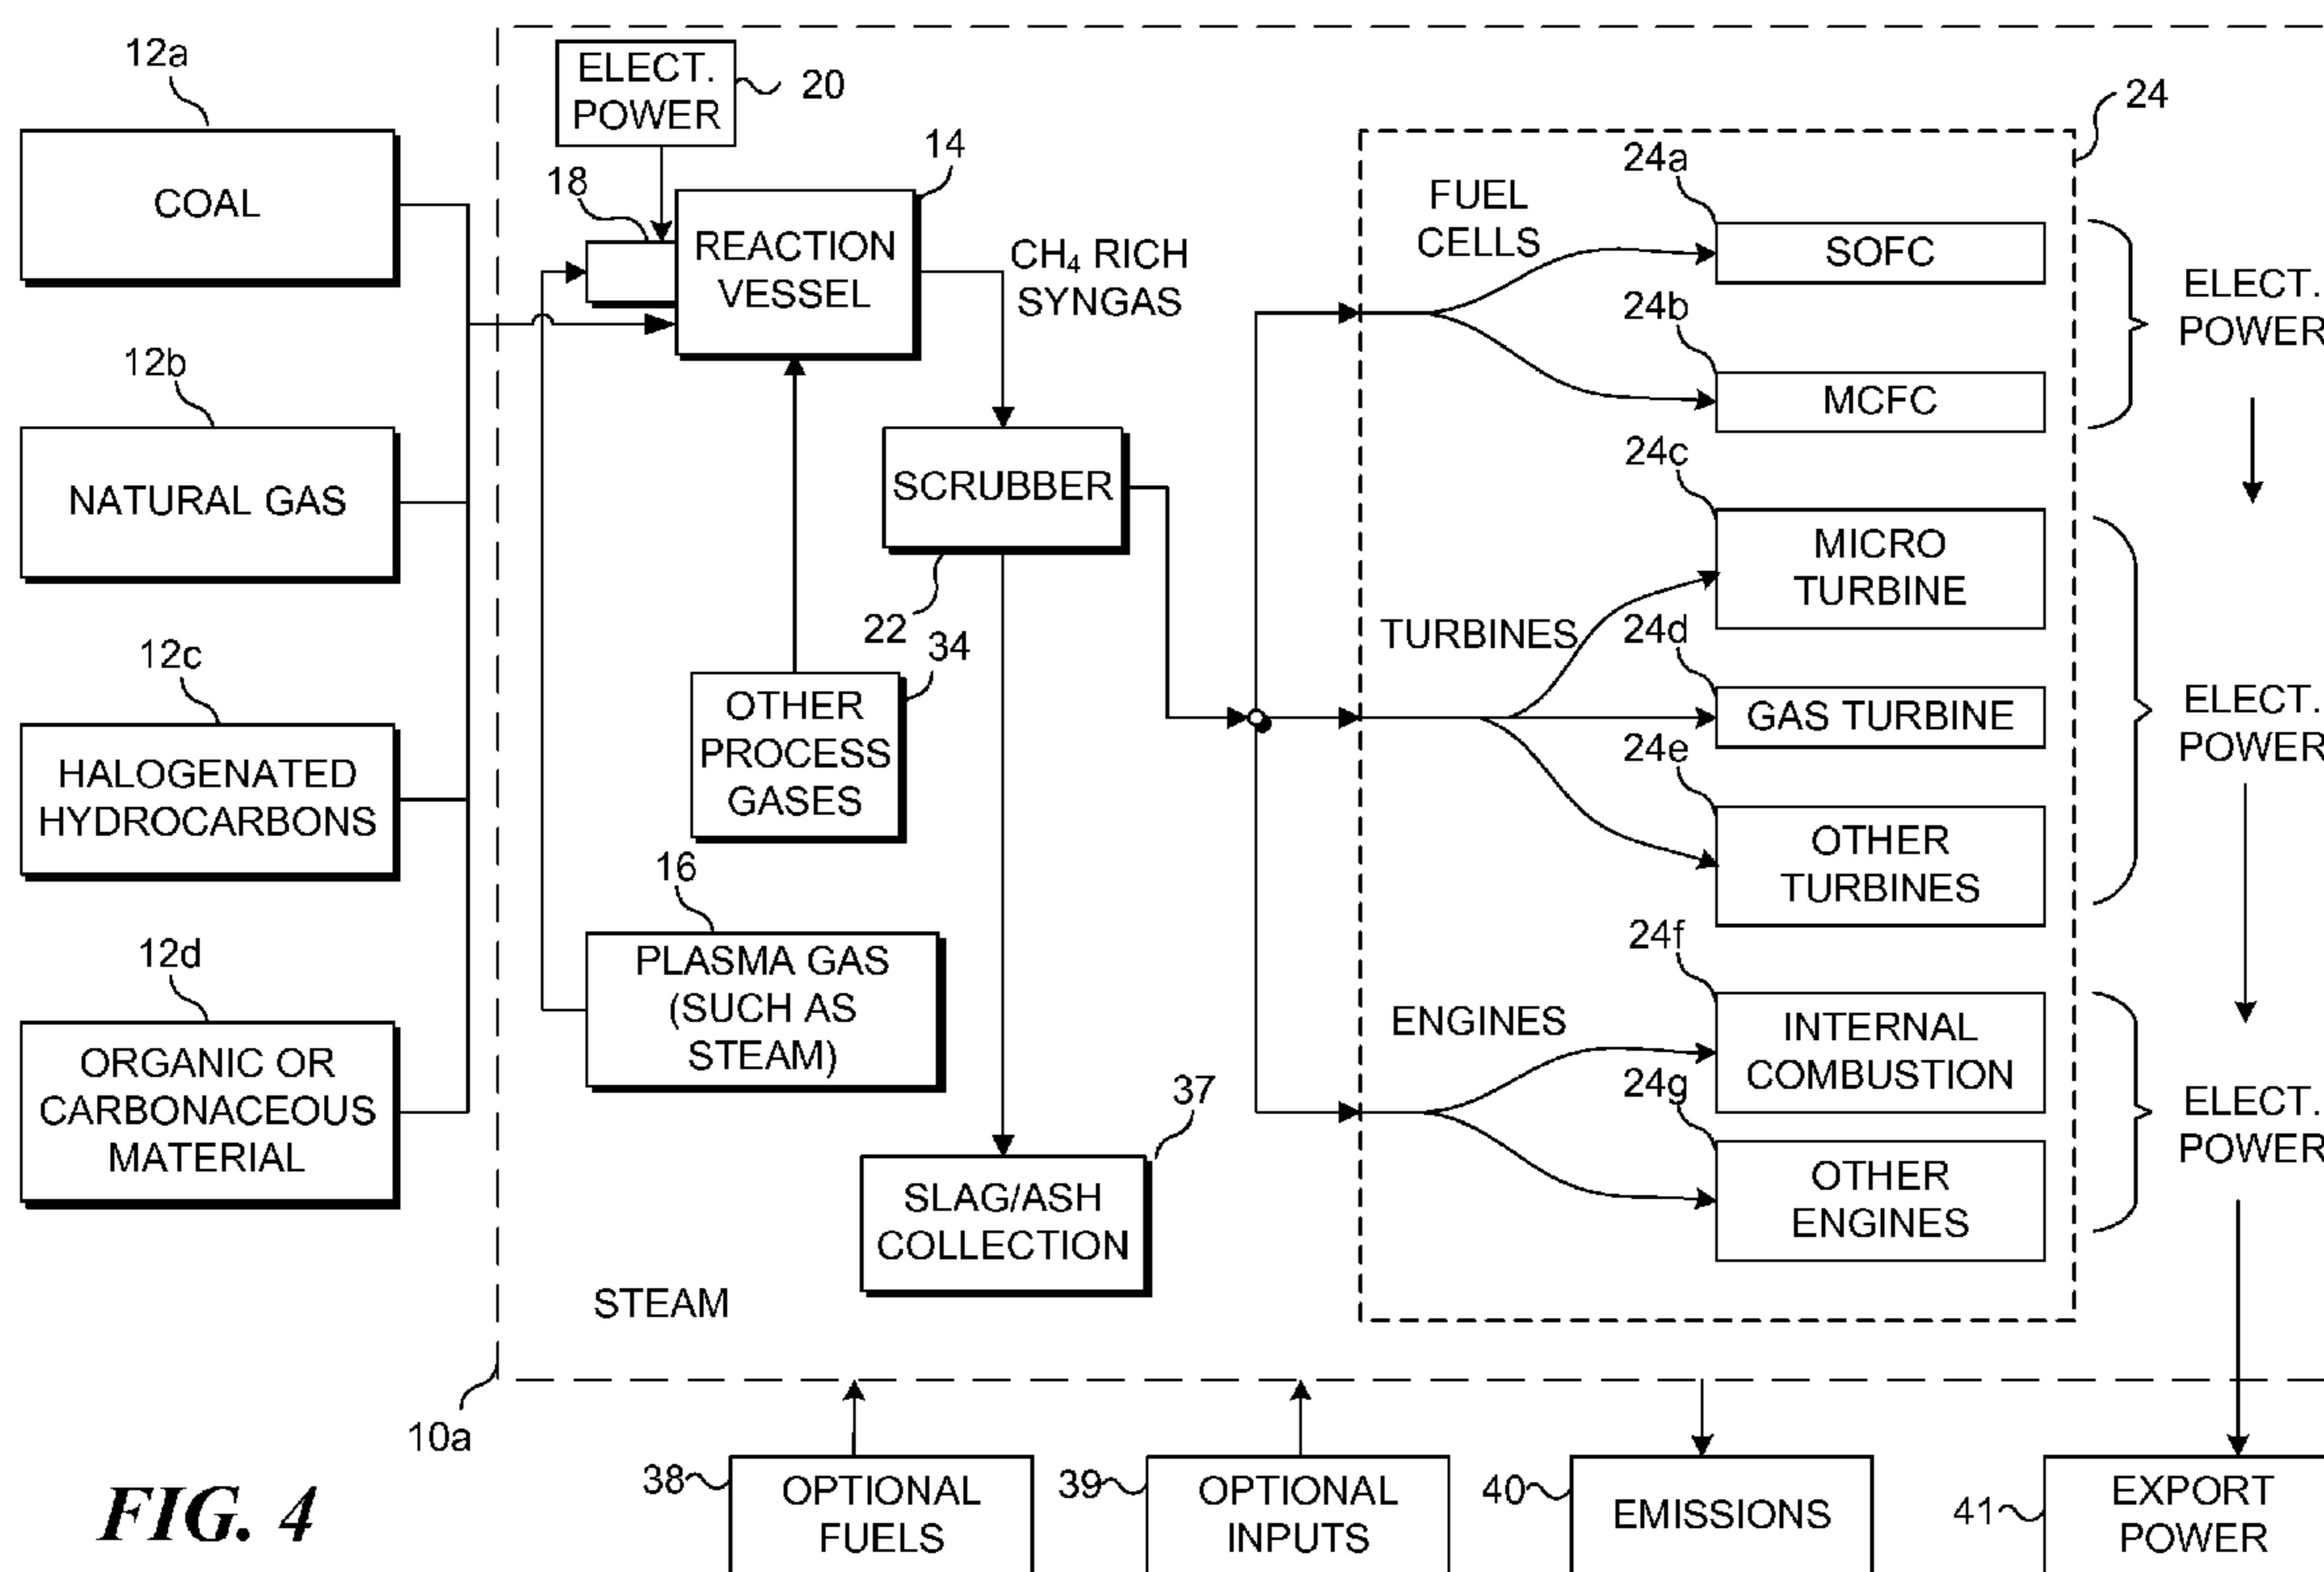 12a
COAL
12b
NATURAL GAS
12c
HALOGENATED
HYDROCARBONS
12d
ORGANIC OR
CARBONACEOUS
MATERIAL
ELECT.
POWER
20
18
14
REACTION
VESSEL
CH₄ RICH
SYNGAS
SCRUBBER
22
34
OTHER
PROCESS
GASES
16
PLASMA GAS
(SUCH AS
STEAM)
37
SLAG/ASH
COLLECTION
STEAM
10a
24
FUEL
CELLS
24a
SOFC
24b
MCFC
ELECT.
POWER
TURBINES
24c
MICRO
TURBINE
24d
GAS TURBINE
24e
OTHER
TURBINES
ELECT.
POWER
ENGINES
24f
INTERNAL
COMBUSTION
24g
OTHER
ENGINES
ELECT.
POWER
38
OPTIONAL
FUELS
39
OPTIONAL
INPUTS
40
EMISSIONS
41
EXPORT
POWER
FIG. 4